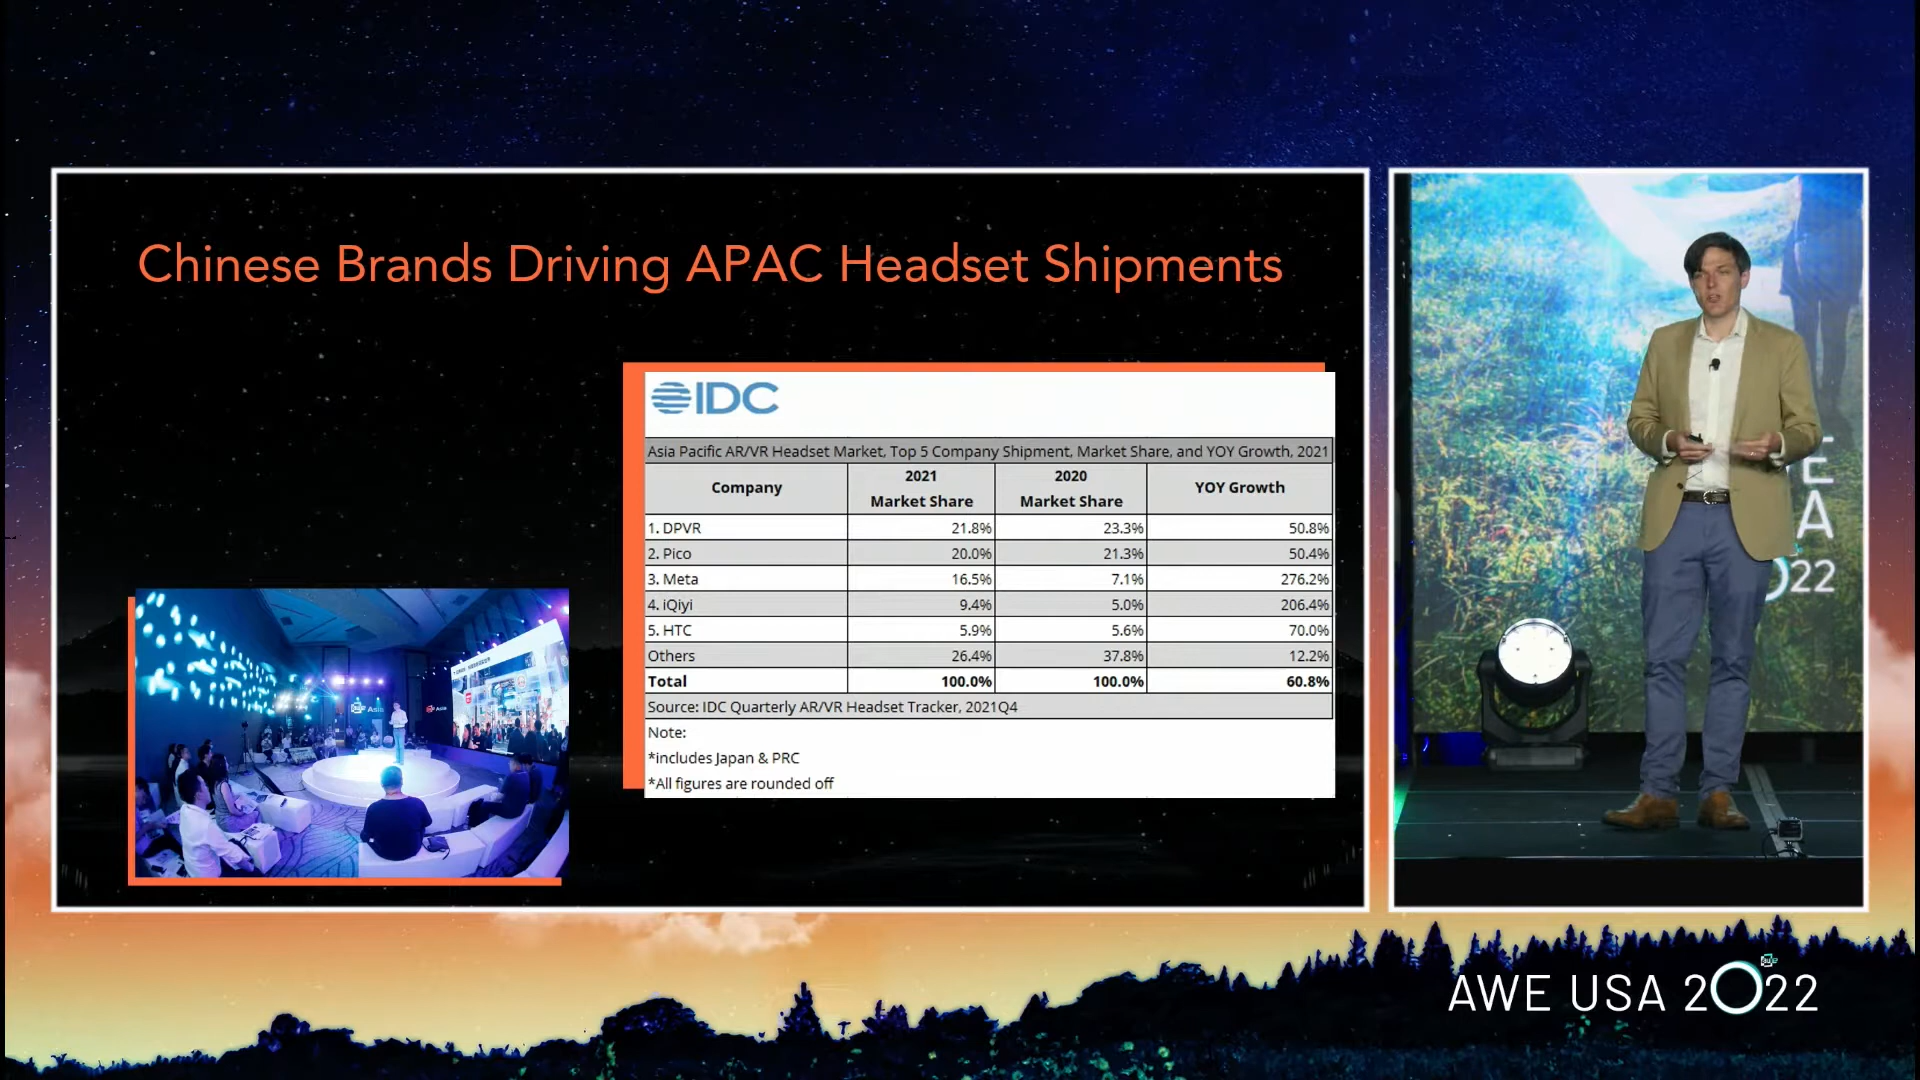 Chinese Brands Driving APAC Headset Shipments
IDC
Asia Pacific AR/VR Headset Market, Top 5 Company Shipment, Market Share, and YOY Growth, 2021
Company 2021 Market Share 2020 Market Share YOY Growth
1. DPVR 21.8% 23.3% 50.8%
2. Pico 20.0% 21.3% 50.4%
3. Meta 16.5% 7.1% 276.2%
4. iQiyi 9.4% 5.0% 206.4%
5. HTC 5.9% 5.6% 70.0%
Others 26.4% 37.8% 12.2%
Total 100.0% 100.0% 60.8%
Source: IDC Quarterly AR/VR Headset Tracker, 2021Q4
Note:
*includes Japan & PRC
*All figures are rounded off
Asia
Asia
E
A
22
AWE USA 2022